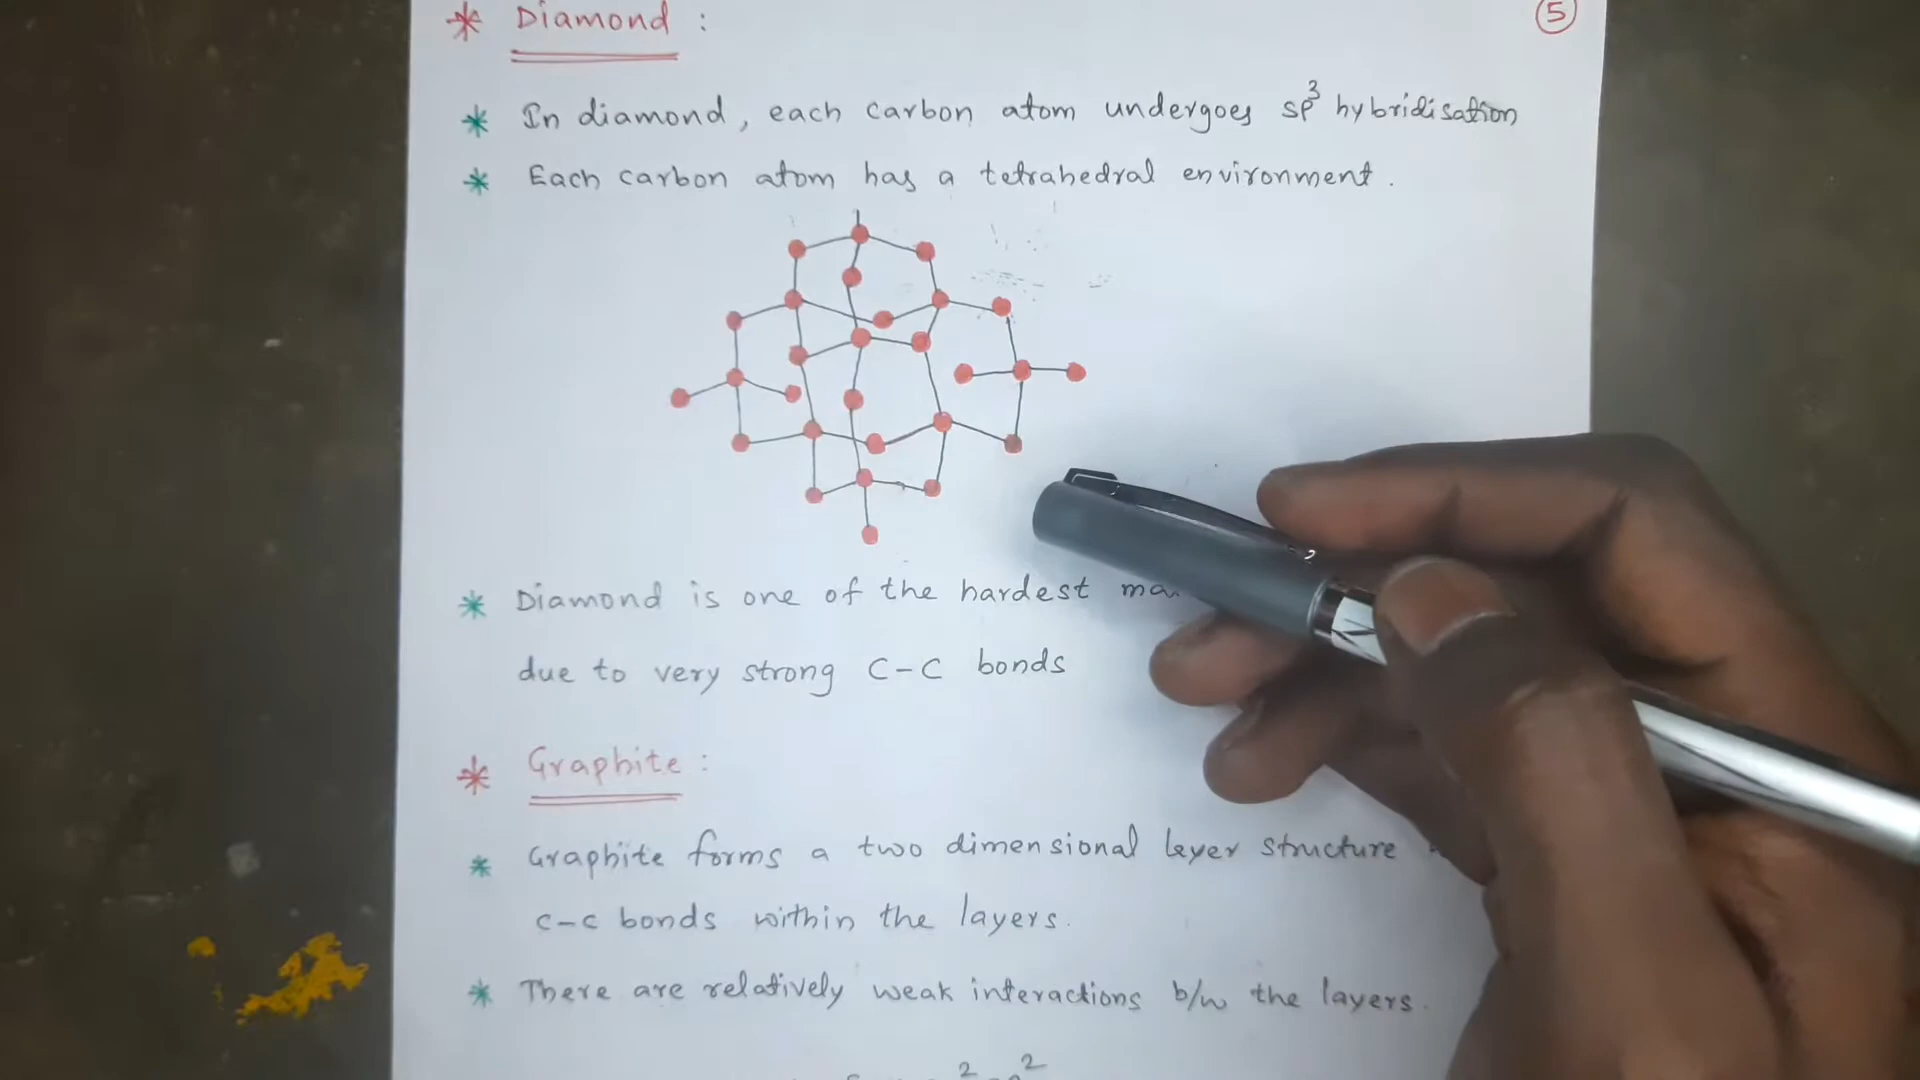 * Diamond :
5
* In diamond, each carbon atom undergoes sp³ hybridisation
* Each carbon atom has a tetrahedral environment.
* Diamond is one of the hardest
due to very strong C-C bonds
* Graphite :
* Graphite forms a two dimensional layer structure
C-C bonds within the layers.
* There are relatively weak interactions b/w the layers.